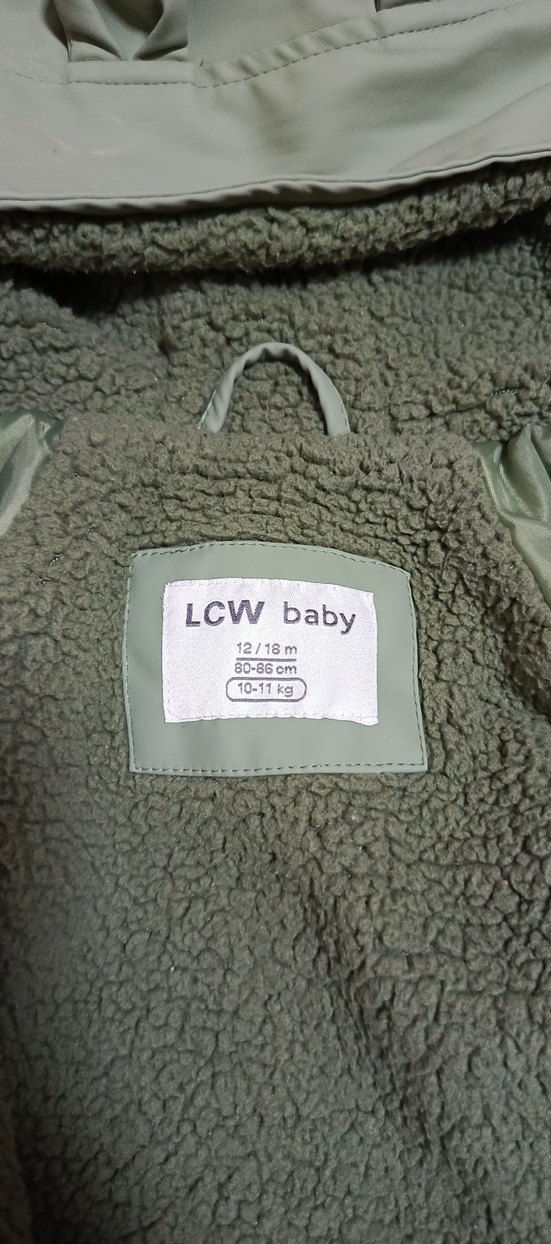 LCW baby
12 / 18 m
80-86 cm
10-11 kg